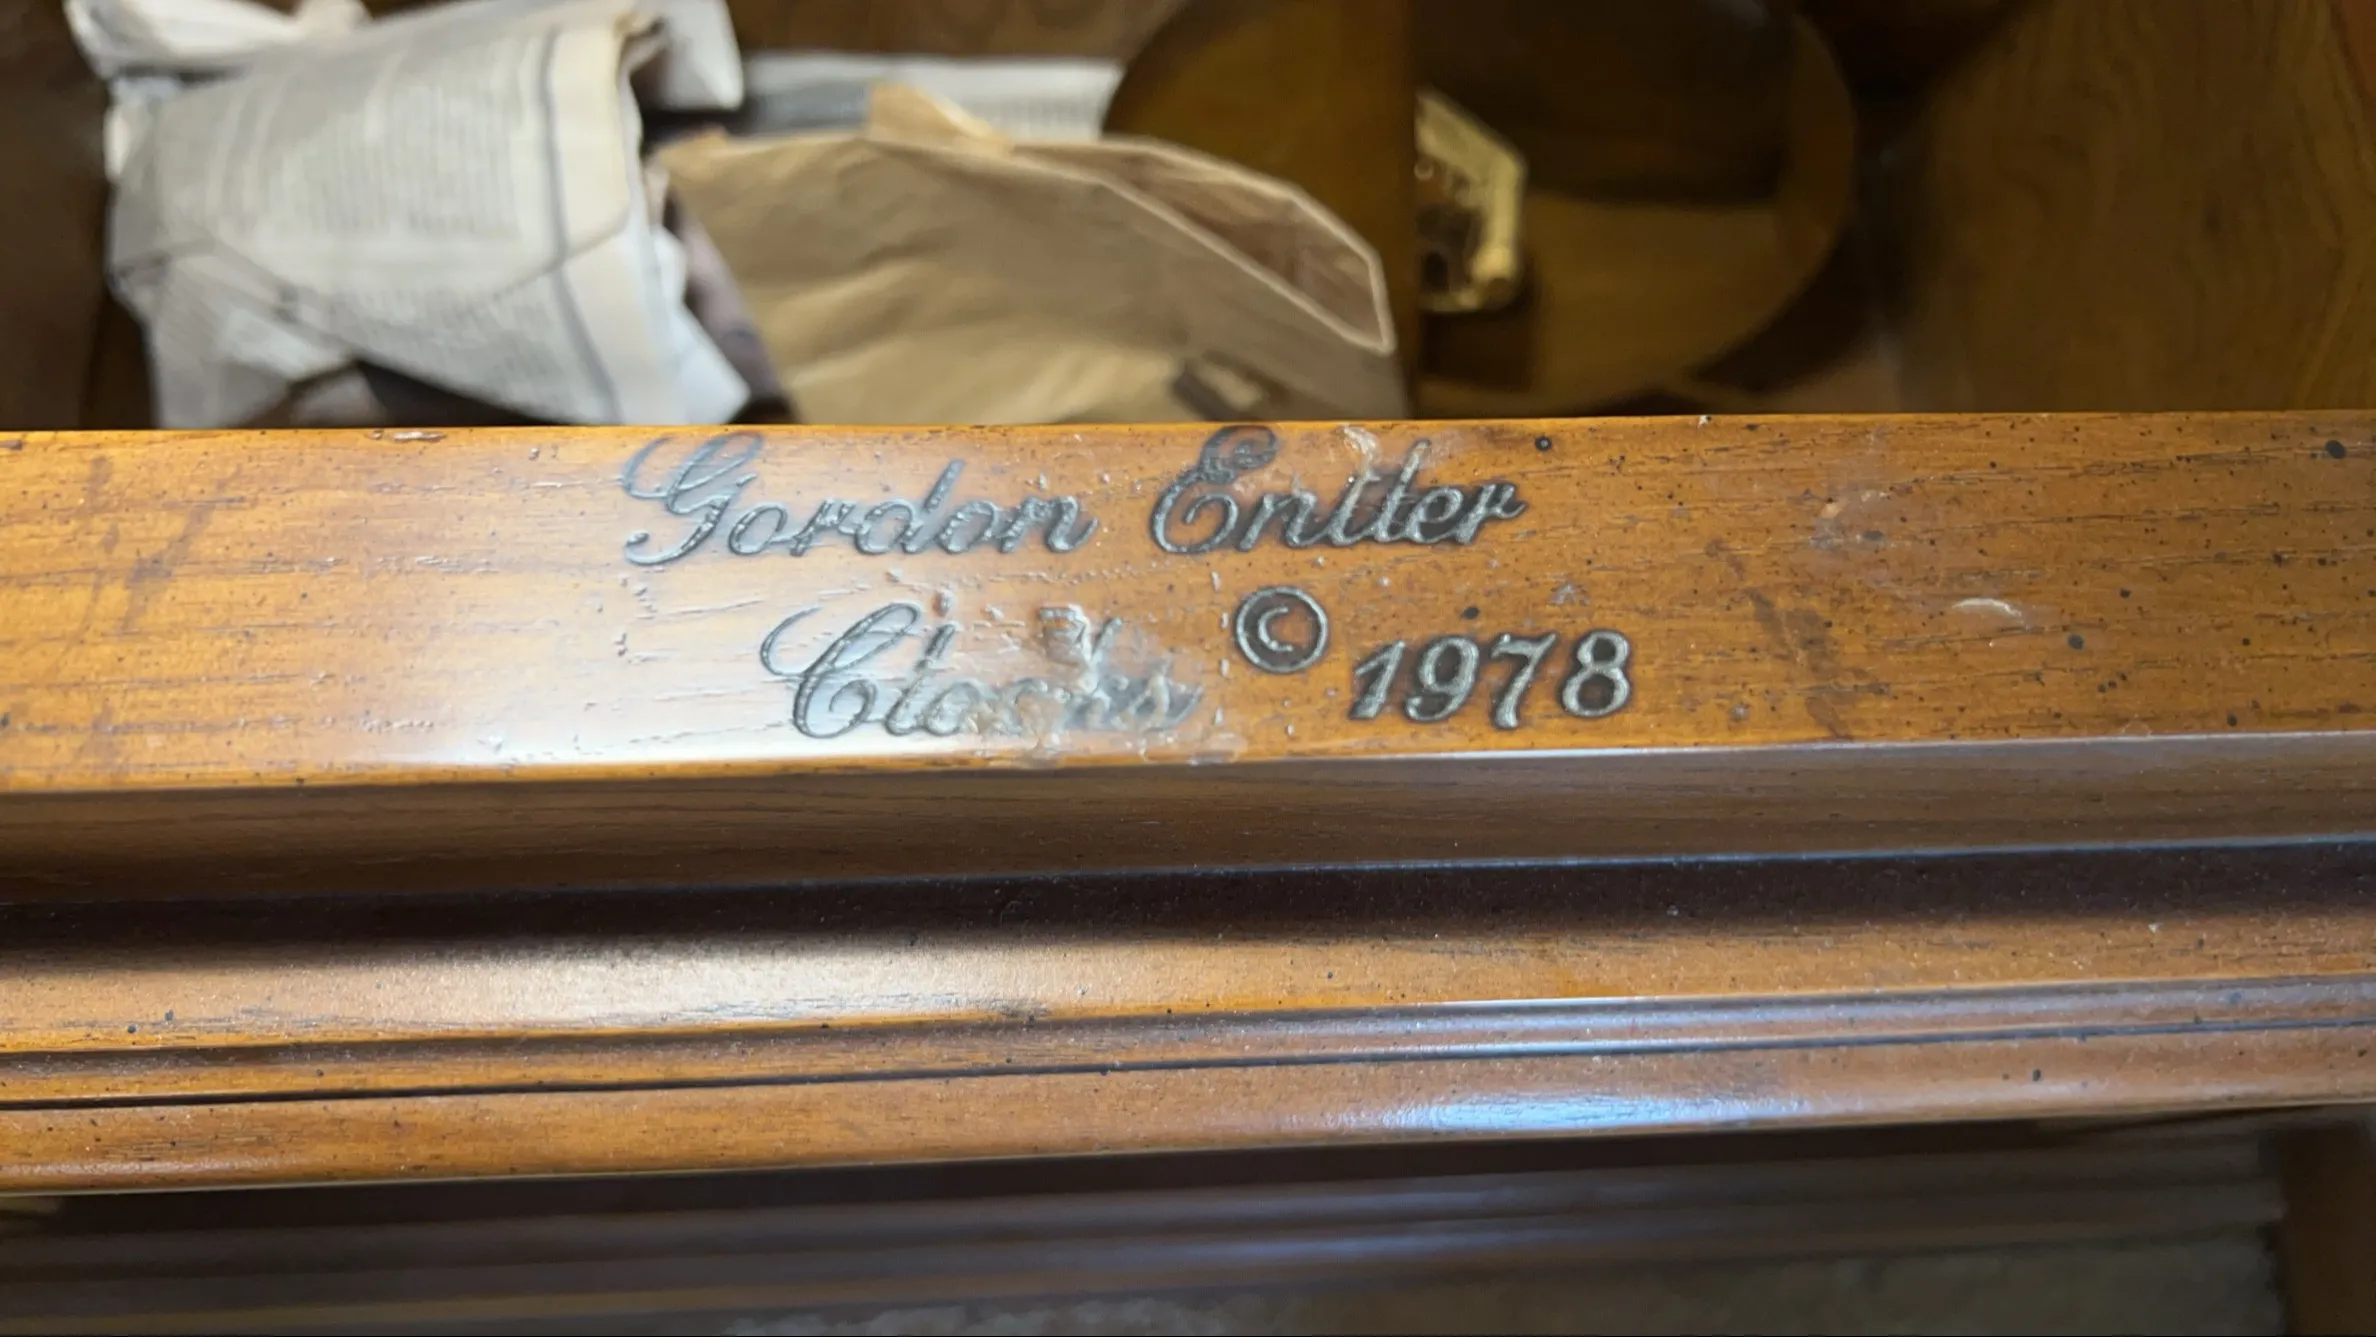 Gordon Entler
Clocks © 1978